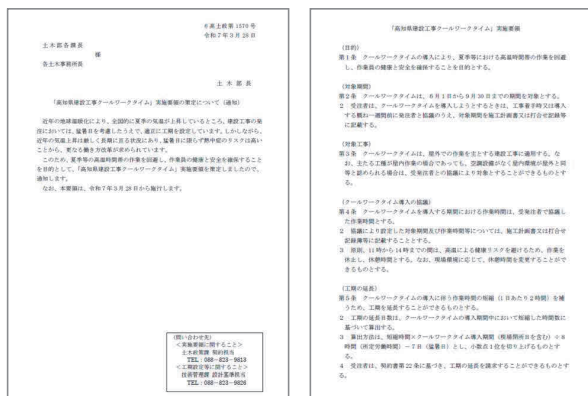 6高土政第1570号
令和7年3月28日
土木部各課長
様
各土木事務所長
土木部長
「高知県建設工事クールワークタイム」実施要領の策定について(通知)
近年の地球温暖化により、全国的に夏季の気温が上昇しているところです。建設工事の発
注においては、猛暑日を考慮したうえで、適正に工期を設定しています。しかしながら、
近年の気温上昇は著しく長期に亘る状況にあり、猛暑日に限らず熱中症のリスクは高い
ことから、更なる働き方改革が求められています。
このため、夏季等の高温時間帯の作業を回避し、作業員の健康と安全を確保すること
を目的として、「高知県建設工事クールワークタイム」実施要領を策定しましたので、
通知します。
なお、本要領は、令和7年3月28日から施行します。
(問い合わせ先)
<実施要領に関すること>
土木政策課 契約担当
TEL:088-823-9813
<工期設定等に関すること>
技術管理課 設計基準担当
TEL:088-823-9826
「高知県建設工事クールワークタイム」実施要領
(目的)
第1条 クールワークタイムの導入により、夏季等における高温時間帯の作業を回避
し、作業員の健康と安全を確保することを目的とする。
(対象期間)
第2条 クールワークタイムは、6月1日から9月30日までの期間を対象とする。
2 受注者は、クールワークタイムを導入しようとするときは、工事着手時又は導入
する概ね一週間前に発注者と協議のうえ、対象期間を施工計画書又は打合せ記録簿等
に記載する。
(対象工事)
第3条 クールワークタイムは、屋外での作業を主とする建設工事に適用する。な
お、主たる工種が屋内作業の場合であっても、空調設備がなく屋内環境が屋外と同
等と認められる場合は、受発注者との協議により対象とすることができるものとす
る。
(クールワークタイム導入の協議)
第4条 クールワークタイムを導入する期間における作業時間は、受発注者で協議し
た作業時間とする。
2 協議により設定した対象期間及び作業時間等については、施工計画書又は打合せ
記録簿等に記載することとする。
3 原則、11時から14時までの間は、高温による健康リスクを避けるため、作業を
休止し、休憩時間とする。なお、現場環境に応じて、休憩時間を変更することがで
きるものとする。
(工期の延長)
第5条 クールワークタイムの導入に伴う作業時間の短縮(1日あたり2時間)を補
うため、工期を延長することができるものとする。
2 工期の延長日数は、クールワークタイムの導入期間中において短縮した時間数に
基づいて算出する。
3 算出方法は、短縮時間×クールワークタイム導入期間(現場閉所日を含む)÷8
時間(所定労働時間)-7日(猛暑日)とし、小数点1位を切り上げるものとす
る。
4 受注者は、契約書第22条に基づき、工期の延長を請求することができるものとす
る。